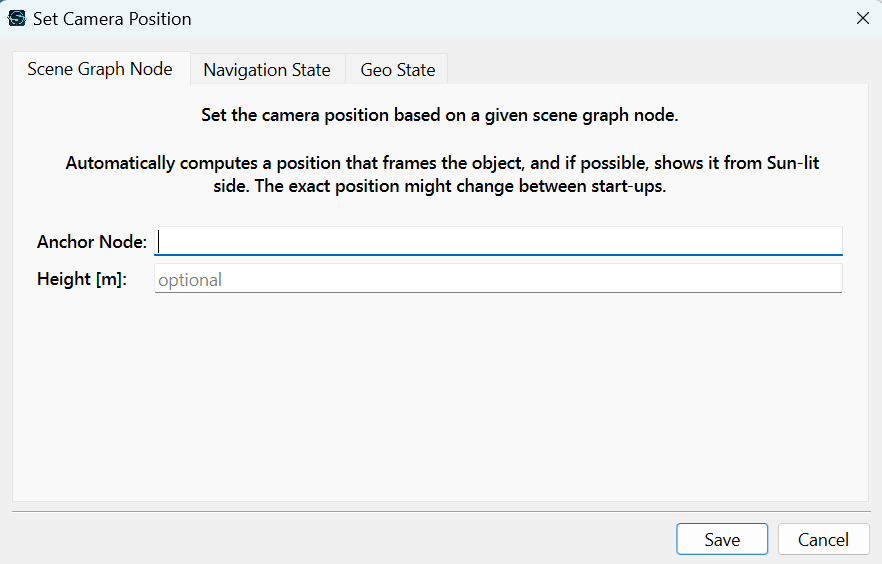 Set Camera Position
Scene Graph Node
Navigation State
Geo State
Set the camera position based on a given scene graph node.
Automatically computes a position that frames the object, and if possible, shows it from Sun-lit
side. The exact position might change between start-ups.
Anchor Node:
Height [m]:
optional
Save
Cancel